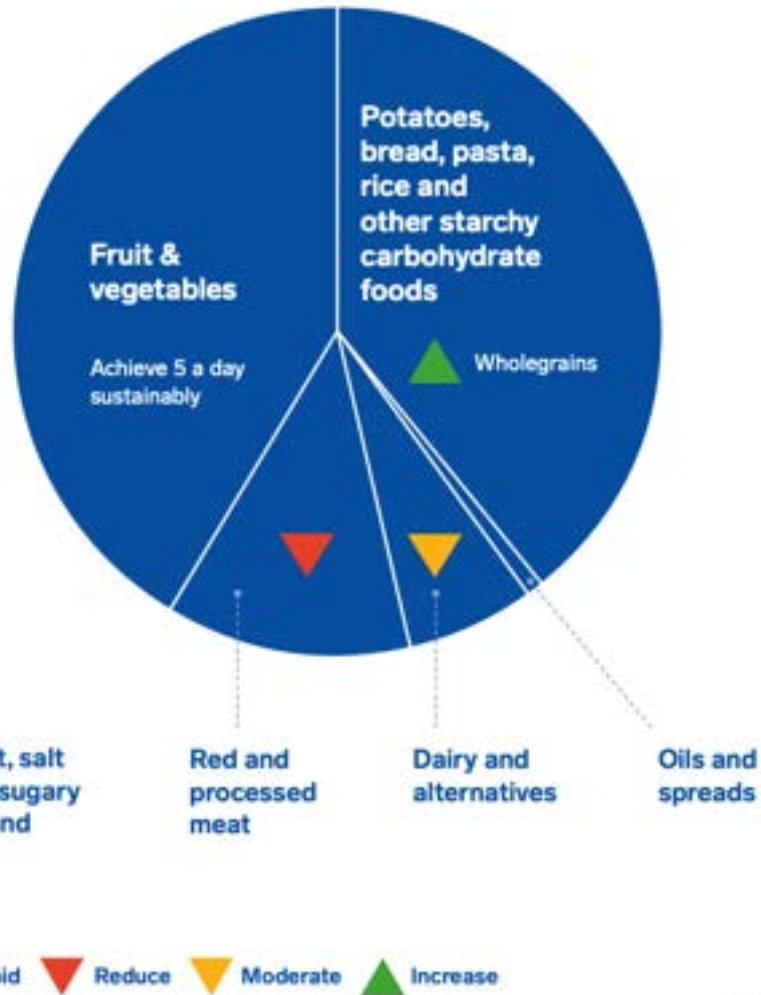 Potatoes,
bread, pasta,
rice and
other starchy
carbohydrate
foods
Fruit &
vegetables
Achieve 5 a day
sustainably
Wholegrains
t, salt
sugary
nd
Red and
processed
meat
Dairy and
alternatives
Oils and
spreads
id Reduce Moderate Increase